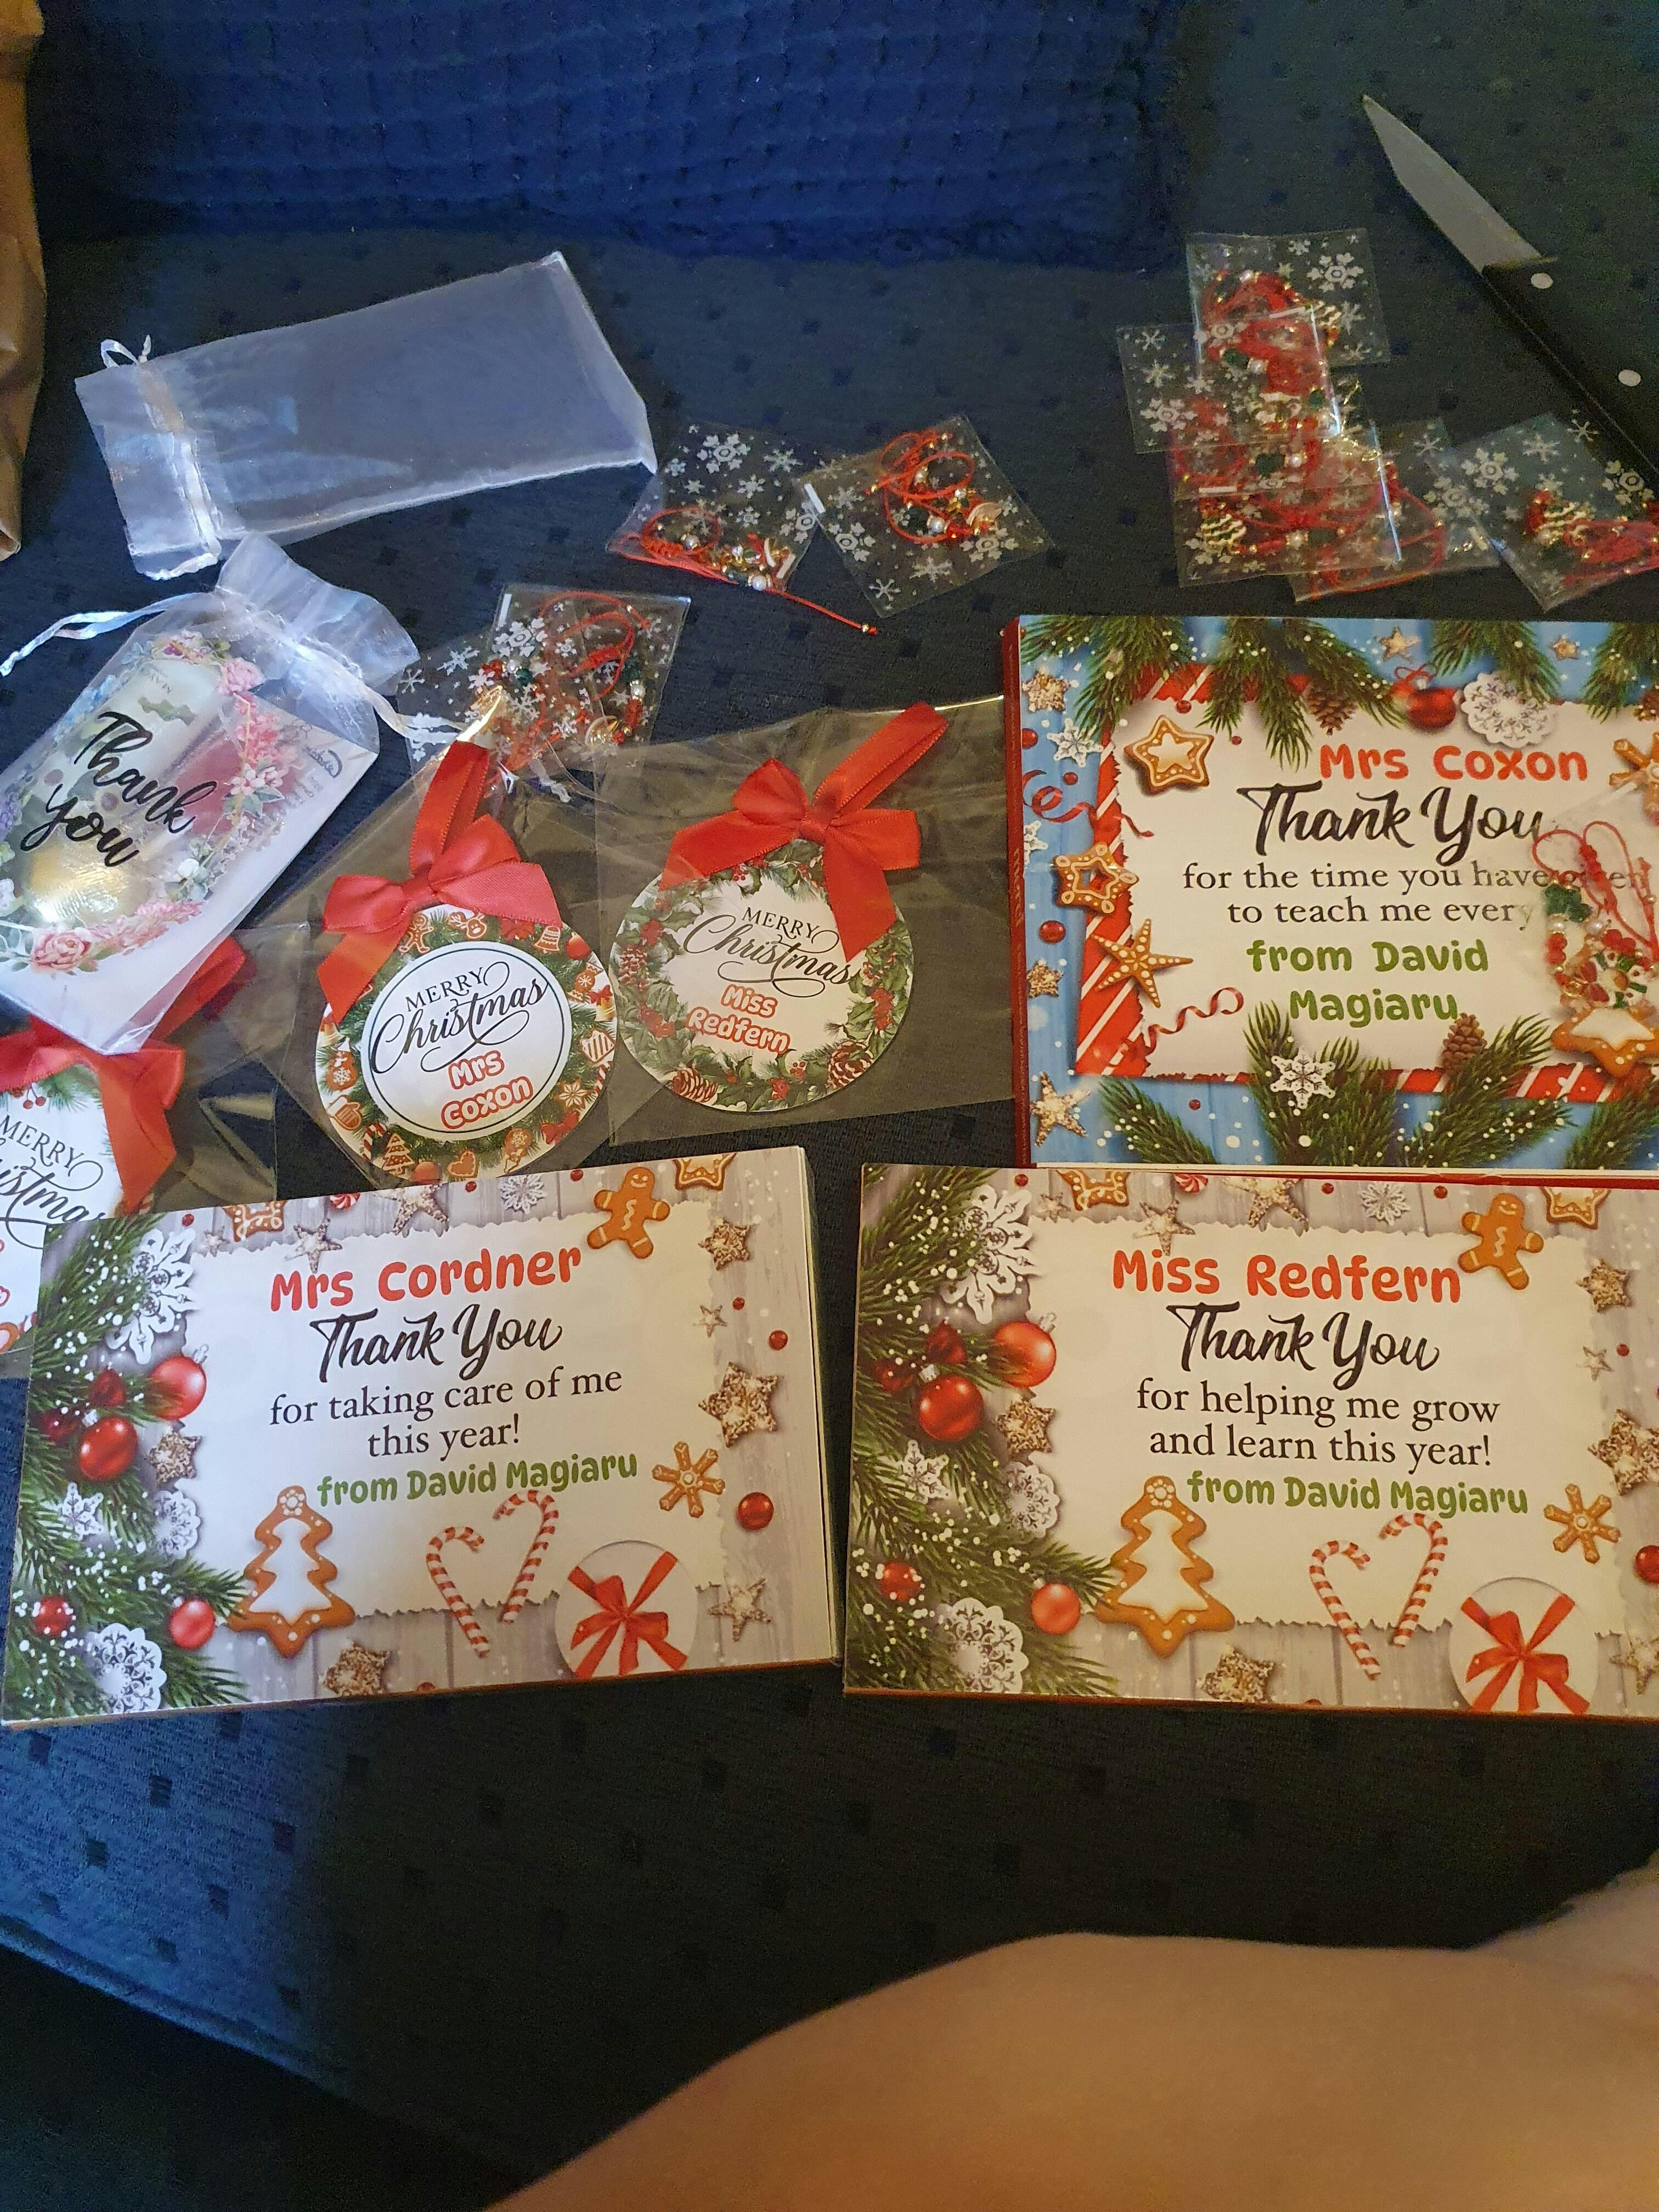 Thank
You
MERRY
Christmas
Mrs
Coxon
MERRY
Christmas
Miss
Redfern
Mrs Coxon
Thank You
for the time you have
to teach me every
from David
Magiaru
MERRY
Mrs Cordner
Thank You
for taking care of me
this year!
from David Magiaru
Miss Redfern
Thank You
for helping me grow
and learn this year!
from David Magiaru